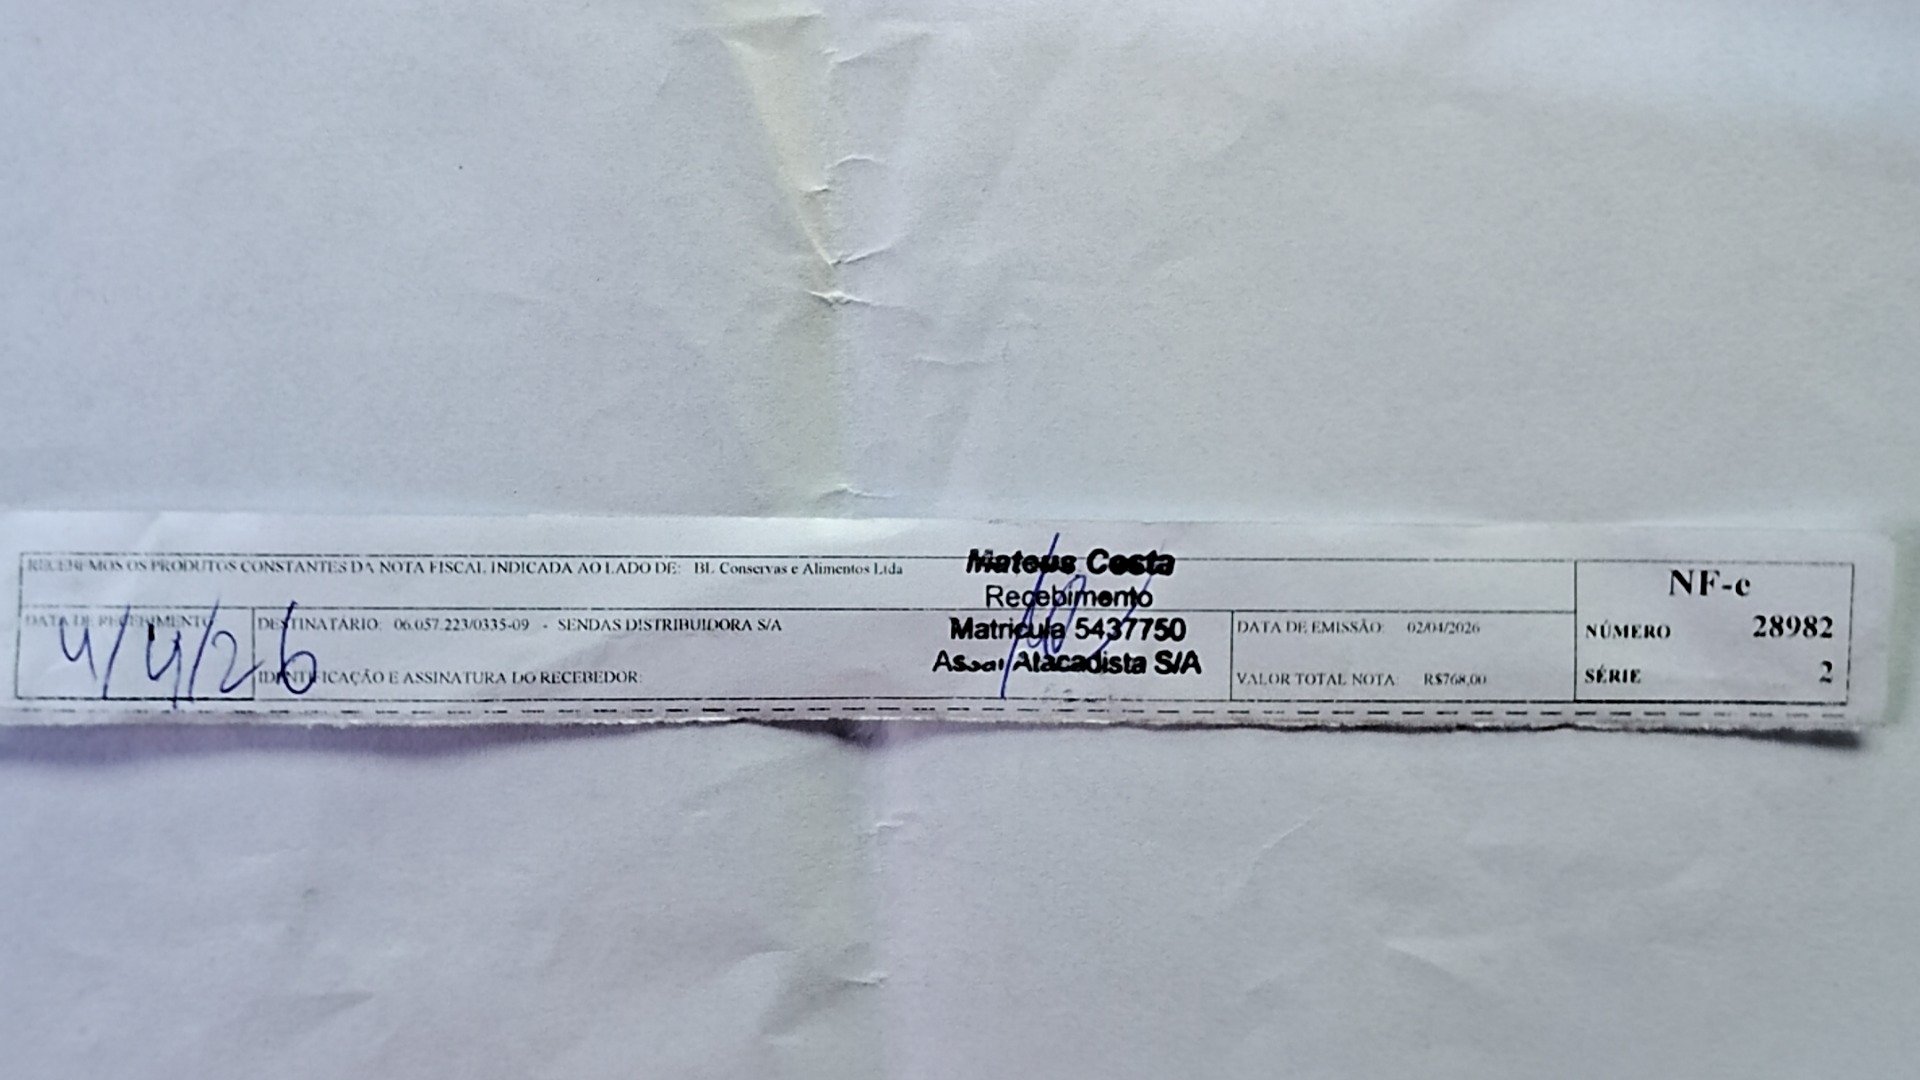 RECEBEMOS OS PRODUTOS CONSTANTES DA NOTA FISCAL INDICADA AO LADO DE: BL Conservas e Alimentos Ltda
DATA DE RECEBIMENTO
4/4/26
DESTINATÁRIO: 06.057.223/0335-09 - SENDAS DISTRIBUIDORA S/A
IDENTIFICAÇÃO E ASSINATURA DO RECEBEDOR:
Mateus Costa
Recebimento
Matricula 5437750
Assai Atacadista S/A
DATA DE EMISSÃO: 02/04/2026
VALOR TOTAL NOTA R$768,00
NF-e
NÚMERO 28982
SÉRIE 2